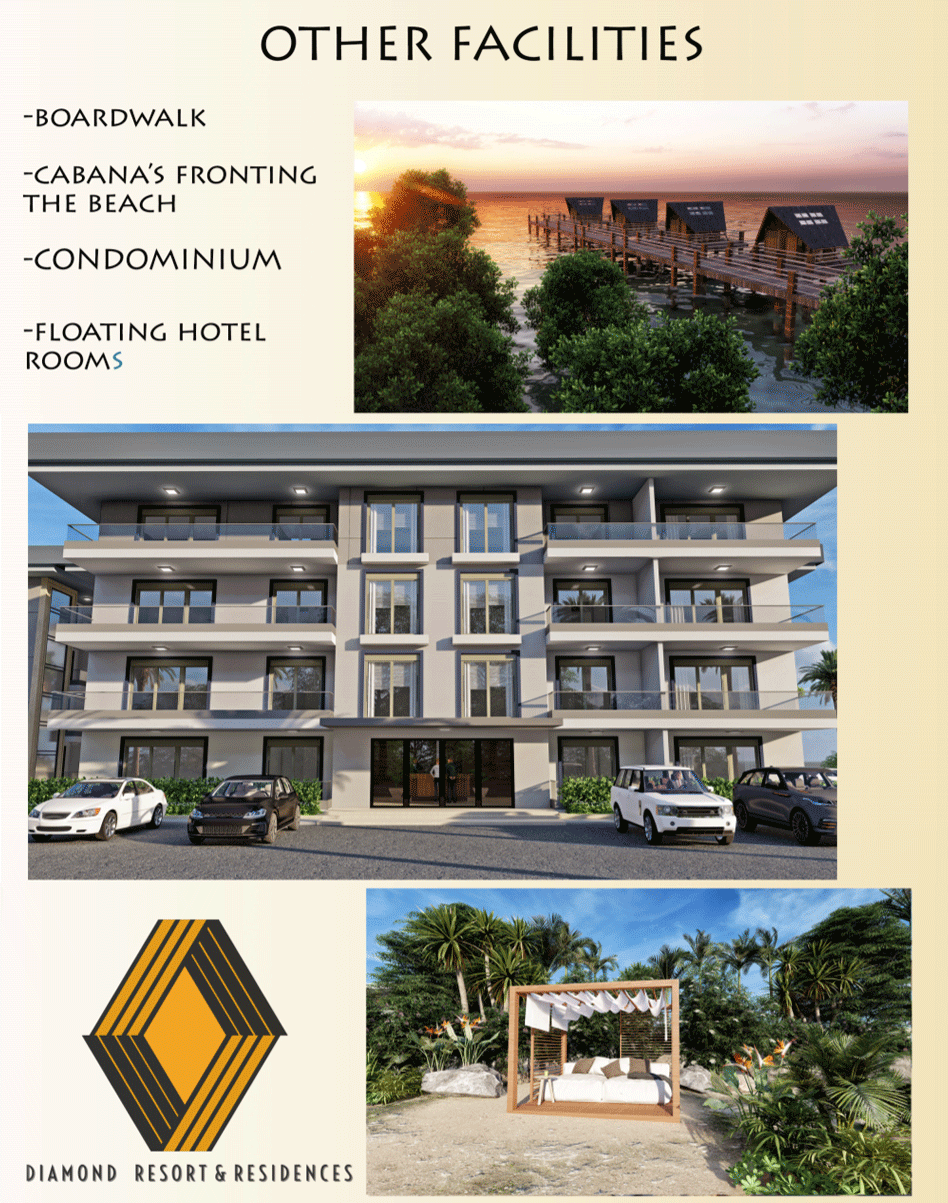 OTHER FACILITIES
-BOARDWALK
-CABANA'S FRONTING
THE BEACH
-CONDOMINIUM
-FLOATING HOTEL
ROOMS
DIAMOND RESORT & RESIDENCES